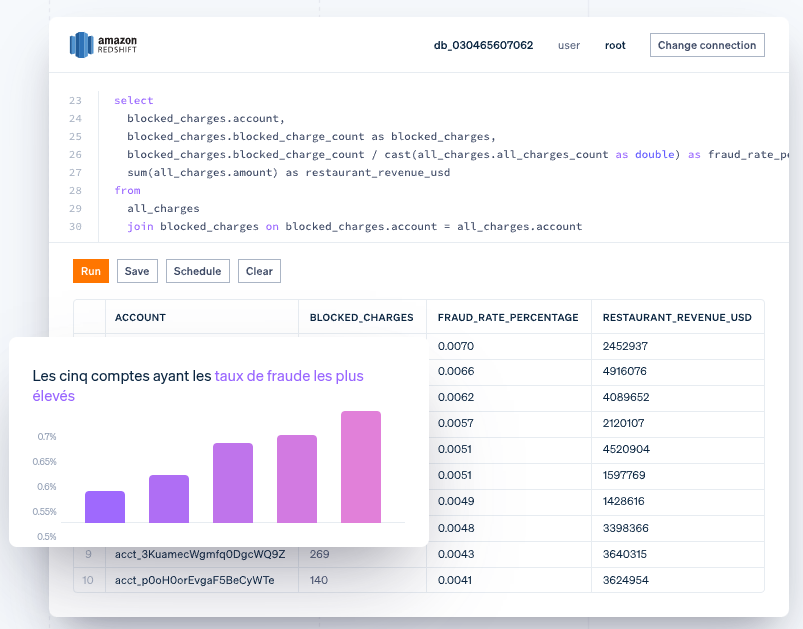 amazon
REDSHIFT
db_030465607062 user root Change connection
23 select
24 blocked_charges.account,
25 blocked_charges.blocked_charge_count as blocked_charges,
26 blocked_charges.blocked_charge_count / cast(all_charges.all_charges_count as double) as fraud_rate_pe
27 sum(all_charges.amount) as restaurant_revenue_usd
28 from
29 all_charges
30 join blocked_charges on blocked_charges.account = all_charges.account
Run Save Schedule Clear
ACCOUNT BLOCKED_CHARGES FRAUD_RATE_PERCENTAGE RESTAURANT_REVENUE_USD
0.0070 2452937
0.0066 4916076
0.0062 4089652
0.0057 2120107
0.0051 4520904
0.0051 1597769
0.0049 1428616
0.0048 3398366
9 acct_3KuamecWgmfq0DgcWQ9Z 269 0.0043 3640315
10 acct_p0oH0orEvgaF5BeCyWTe 140 0.0041 3624954
Les cinq comptes ayant les taux de fraude les plus
élevés
0.7%
0.65%
0.6%
0.55%
0.5%